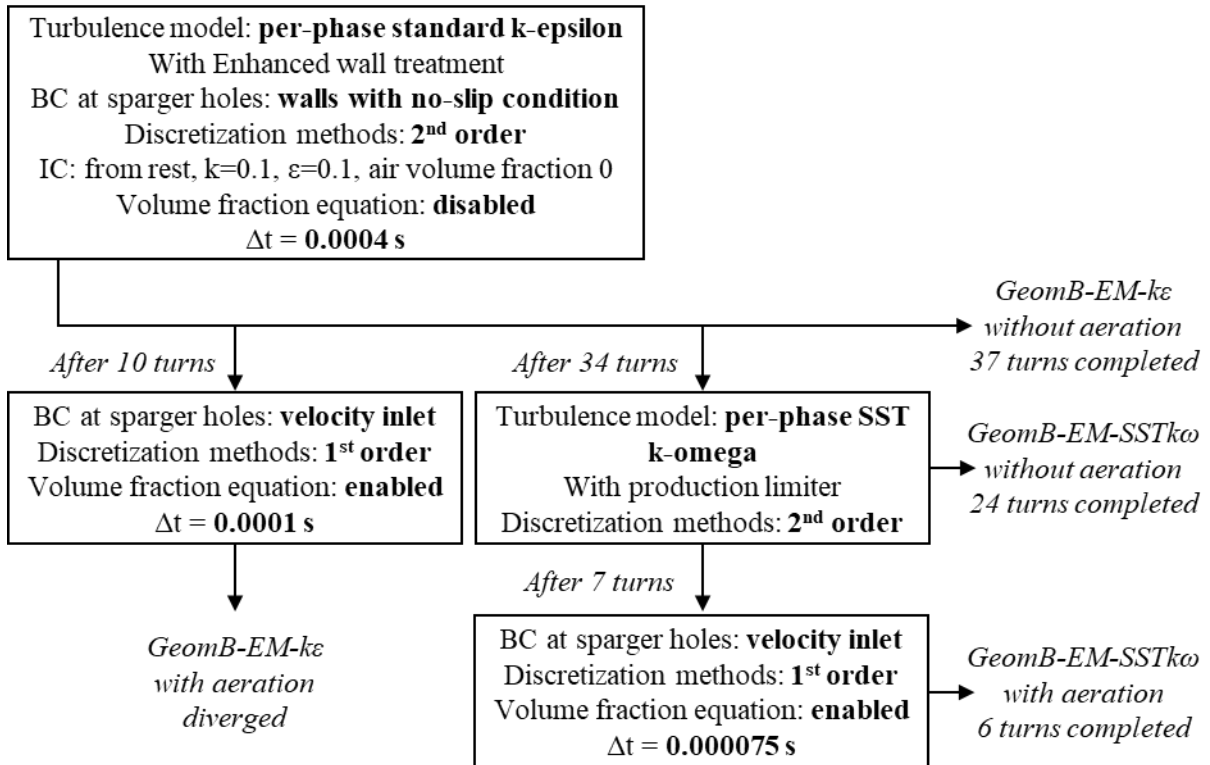 Turbulence model: per-phase standard k-epsilon
With Enhanced wall treatment
BC at sparger holes: walls with no-slip condition
Discretization methods: 2nd order
IC: from rest, k=0.1, ε=0.1, air volume fraction 0
Volume fraction equation: disabled
Δt = 0.0004 s
GeomB-EM-kε
without aeration
37 turns completed
After 10 turns
After 34 turns
BC at sparger holes: velocity inlet
Discretization methods: 1st order
Volume fraction equation: enabled
Δt = 0.0001 s
Turbulence model: per-phase SST
k-omega
With production limiter
Discretization methods: 2nd order
GeomB-EM-SSTkω
without aeration
24 turns completed
After 7 turns
GeomB-EM-kε
with aeration
diverged
BC at sparger holes: velocity inlet
Discretization methods: 1st order
Volume fraction equation: enabled
Δt = 0.000075 s
GeomB-EM-SSTkω
with aeration
6 turns completed